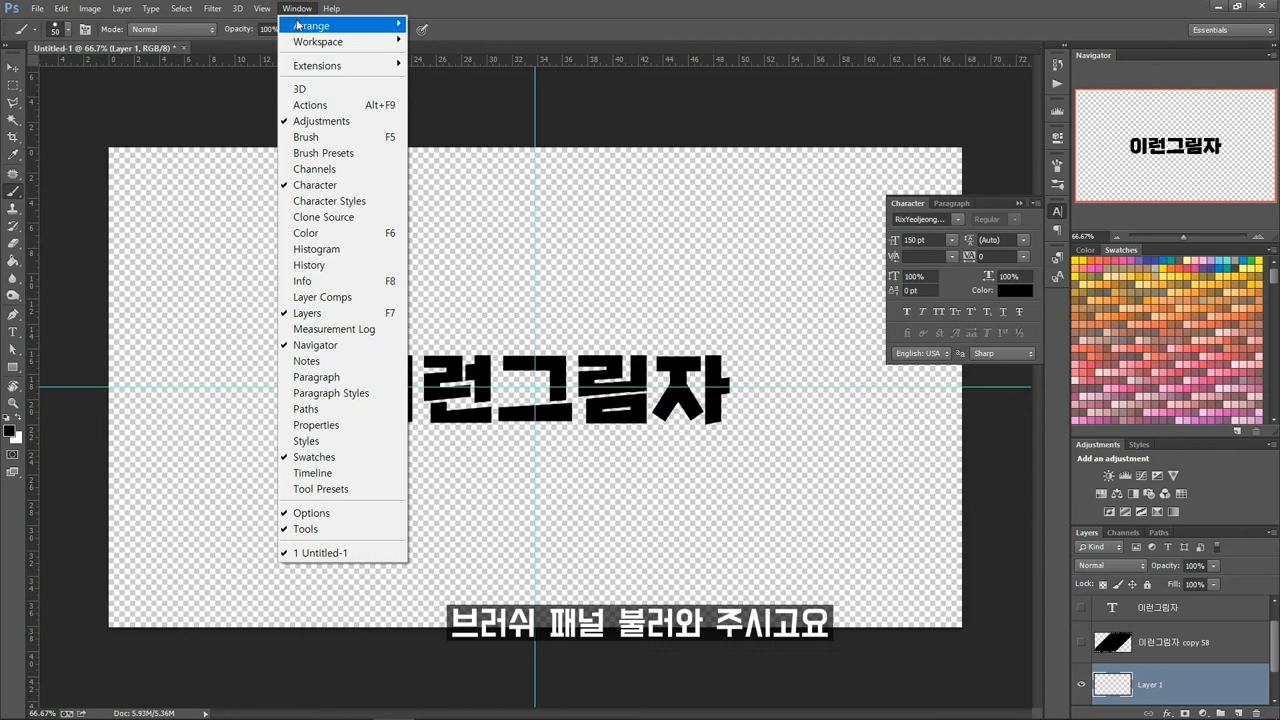 Ps File Edit Image Layer Type Select Filter 3D View Window Help
50 Mode: Normal Opacity: 100% Essentials
Untitled-1 @ 66.7% (Layer 1, RGB/8) * ×
Arrange
Workspace
Extensions
3D
Actions Alt+F9
Adjustments
Brush F5
Brush Presets
Channels
Character
Character Styles
Clone Source
Color F6
Histogram
History
Info F8
Layer Comps
Layers F7
Measurement Log
Navigator
Notes
Paragraph
Paragraph Styles
Paths
Properties
Styles
Swatches
Timeline
Tool Presets
Options
Tools
1 Untitled-1
런그림자
브러쉬 패널 불러와 주시고요
Navigator
이런그림자
66.67%
Character Paragraph
RixYeoljeong... Regular
150 pt (Auto)
0
100% 100%
0 pt Color:
English: USA Sharp
Color Swatches
Adjustments Styles
Add an adjustment
Layers Channels Paths
Kind
Normal Opacity: 100%
Lock: Fill: 100%
이런그림자
이런그림자 copy 58
Layer 1
66.67% Doc: 5.93M/5.36M